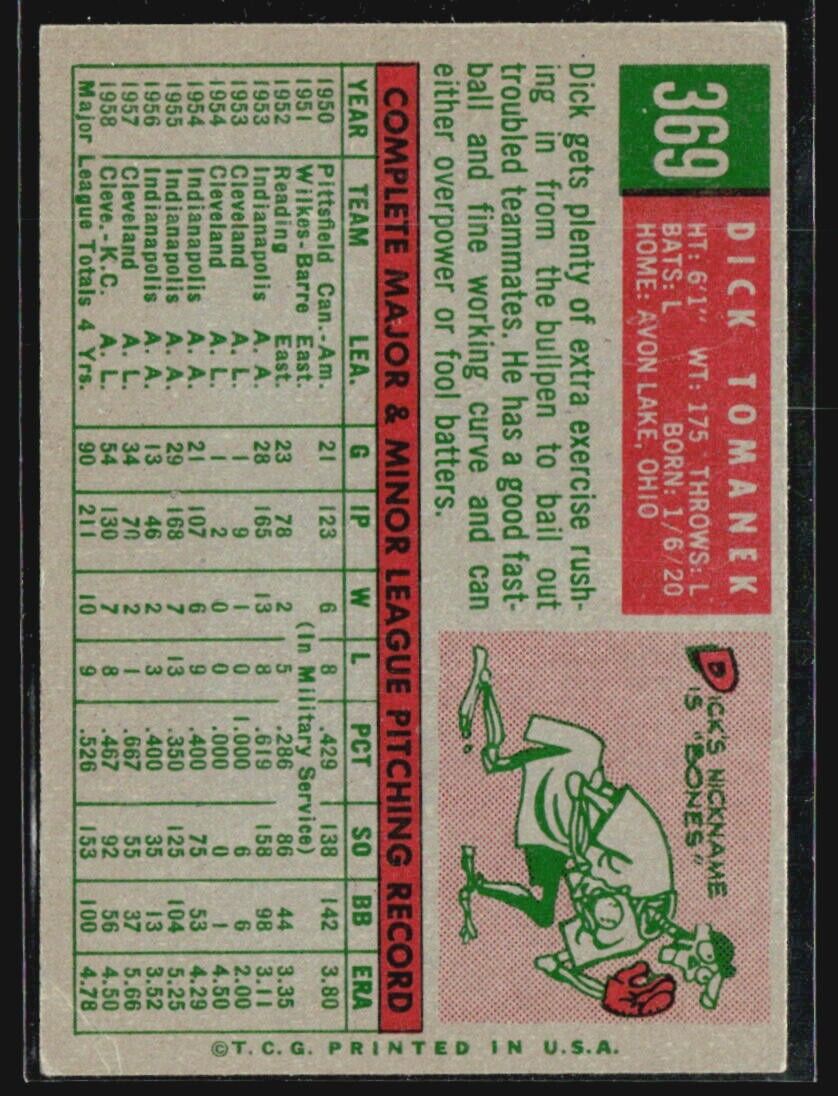 369
DICK TOMANEK
HT: 6'1" WT: 175 THROWS: L
BATS: L BORN: 1/6/20
HOME: AVON LAKE, OHIO
Dick gets plenty of extra exercise rush-
ing in from the bullpen to bail out
troubled teammates. He has a good fast-
ball and fine working curve and can
either overpower or fool batters.
DICK'S NICKNAME
IS "BONES"
COMPLETE MAJOR & MINOR LEAGUE PITCHING RECORD
YEAR TEAM LEA. G IP W L PCT SO BB ERA
1950 Pittsfield Can.-Am. 21 123 6 8 .429 138 142 3.80
1951 Wilkes-Barre East. (In Military Service)
1952 Reading East. 23 78 2 5 .286 86 44 3.35
1953 Indianapolis A. A. 28 165 13 8 .619 158 98 3.11
1953 Cleveland A. L. 1 9 1 0 1.000 6 6 2.00
1954 Cleveland A. L. 1 2 0 0 .000 0 1 4.80
1954 Indianapolis A. A. 21 107 6 9 .400 75 53 4.29
1955 Indianapolis A. A. 29 168 7 13 .350 125 104 5.25
1956 Indianapolis A. A. 13 46 2 3 .400 35 13 3.52
1957 Cleveland A. L. 34 70 2 1 .667 55 37 5.66
1958 Cleve.-K.C. A. L. 54 130 7 8 .467 92 56 4.50
Major League Totals 4 Yrs. 90 211 10 9 .526 153 100 4.78
©T.C.G. PRINTED IN U.S.A.